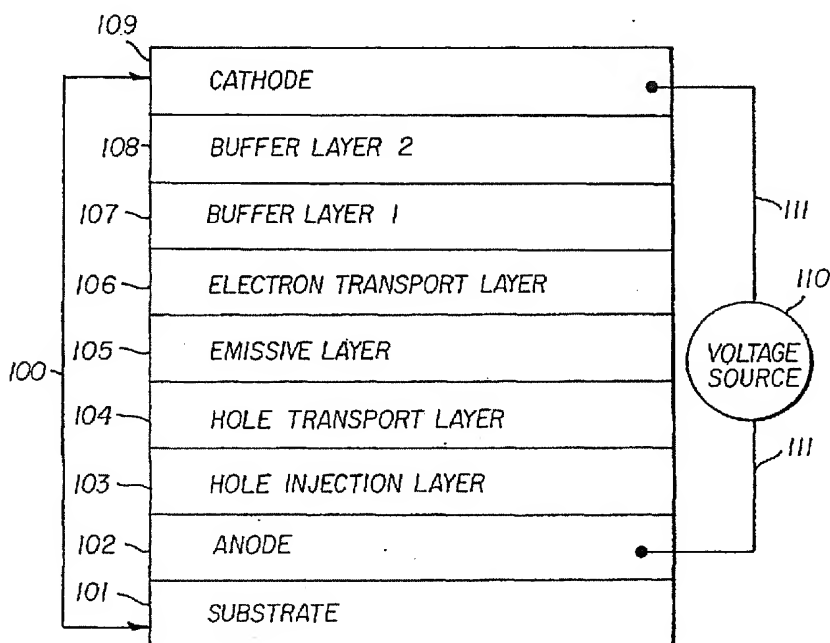 109
CATHODE
108
BUFFER LAYER 2
107
BUFFER LAYER 1
111
106
ELECTRON TRANSPORT LAYER
110
105
EMISSIVE LAYER
VOLTAGE
SOURCE
100
104
HOLE TRANSPORT LAYER
111
103
HOLE INJECTION LAYER
102
ANODE
101
SUBSTRATE